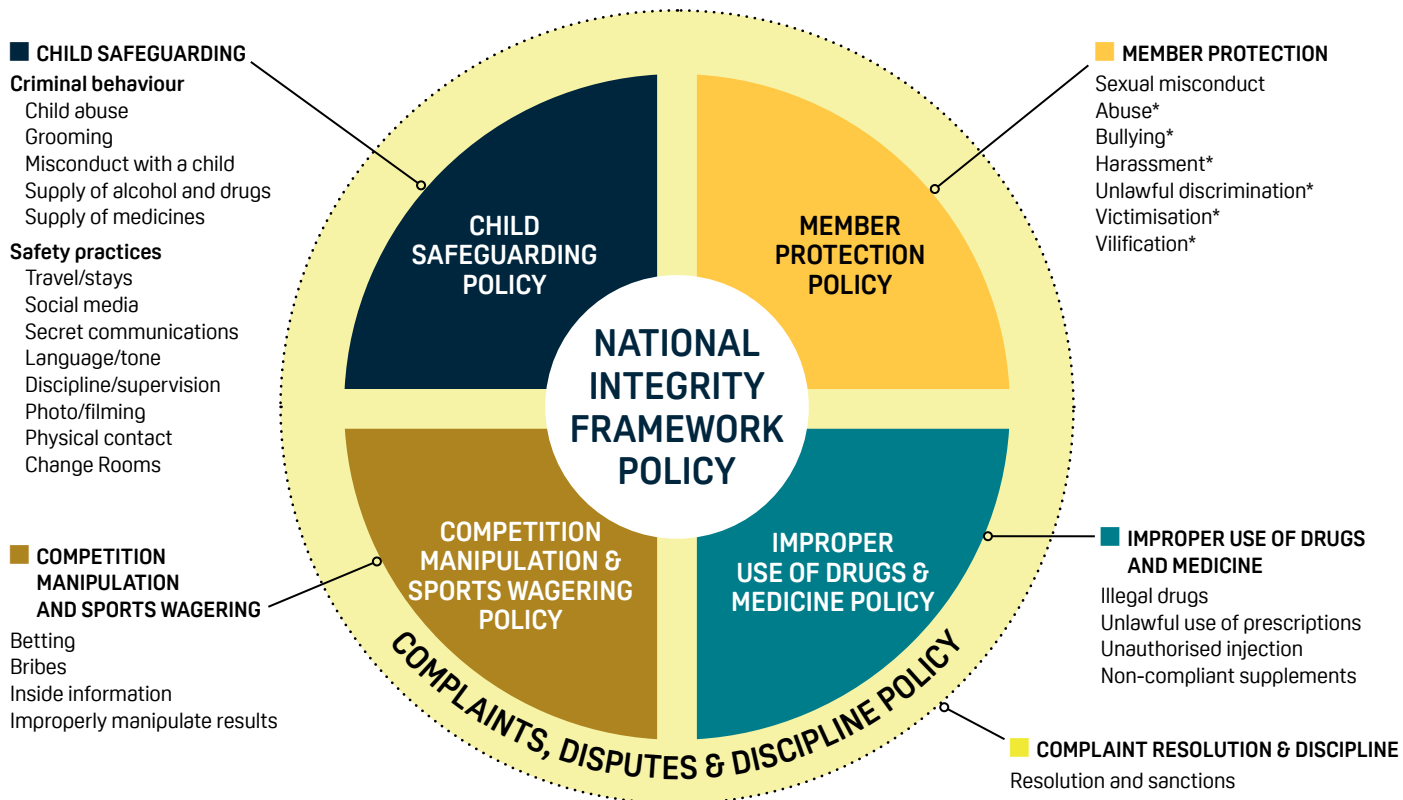 CHILD SAFEGUARDING
Criminal behaviour
Child abuse
Grooming
Misconduct with a child
Supply of alcohol and drugs
Supply of medicines
Safety practices
Travel/stays
Social media
Secret communications
Language/tone
Discipline/supervision
Photo/filming
Physical contact
Change Rooms
COMPETITION
MANIPULATION
AND SPORTS WAGERING
Betting
Bribes
Inside information
Improperly manipulate results
CHILD
SAFEGUARDING
POLICY
MEMBER
PROTECTION
POLICY
NATIONAL
INTEGRITY
FRAMEWORK
POLICY
COMPETITION
MANIPULATION &
SPORTS WAGERING
POLICY
IMPROPER
USE OF DRUGS &
MEDICINE POLICY
COMPLAINTS, DISPUTES & DISCIPLINE POLICY
MEMBER PROTECTION
Sexual misconduct
Abuse*
Bullying*
Harassment*
Unlawful discrimination*
Victimisation*
Vilification*
IMPROPER USE OF DRUGS
AND MEDICINE
Illegal drugs
Unlawful use of prescriptions
Unauthorised injection
Non-compliant supplements
COMPLAINT RESOLUTION & DISCIPLINE
Resolution and sanctions